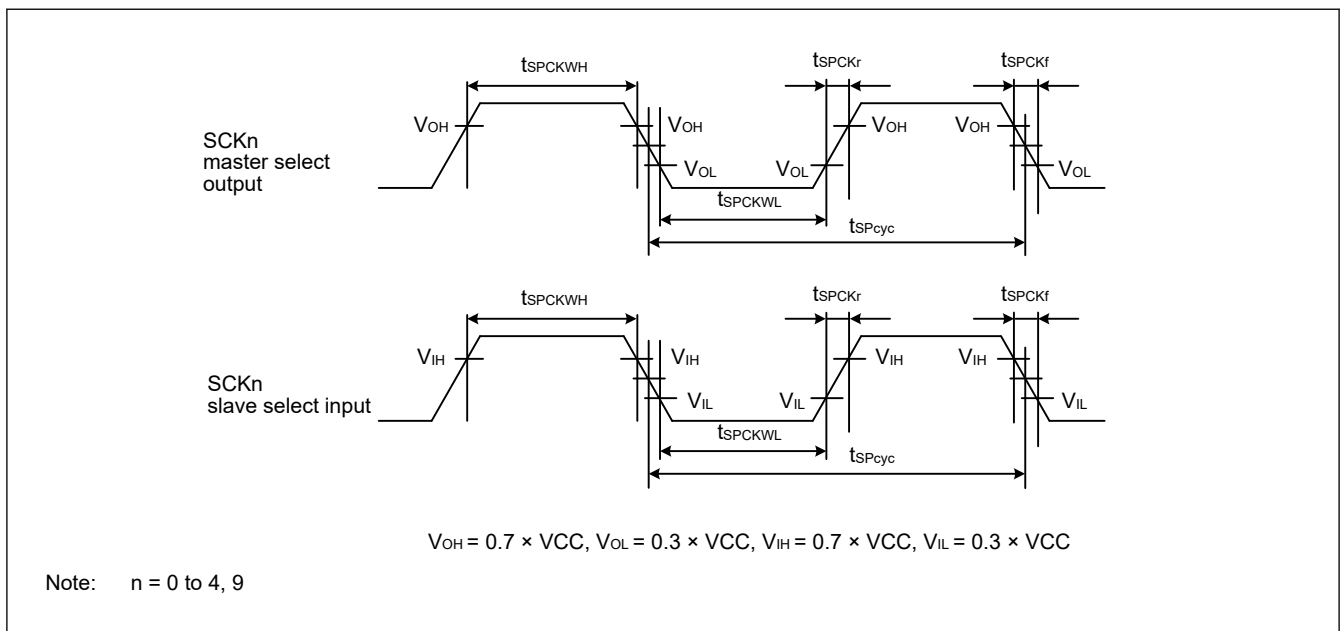 tSPCKWH
tSPCKr
tSPCKf
VOH
VOH
VOH
VOH
SCKn
master select
output
VOL
VOL
VOL
tSPCKWL
tSPcyc
tSPCKWH
tSPCKr
tSPCKf
VIH
VIH
VIH
VIH
SCKn
slave select input
VIL
VIL
VIL
tSPCKWL
tSPcyc
VOH = 0.7 × VCC, VOL = 0.3 × VCC, VIH = 0.7 × VCC, VIL = 0.3 × VCC
Note: n = 0 to 4, 9